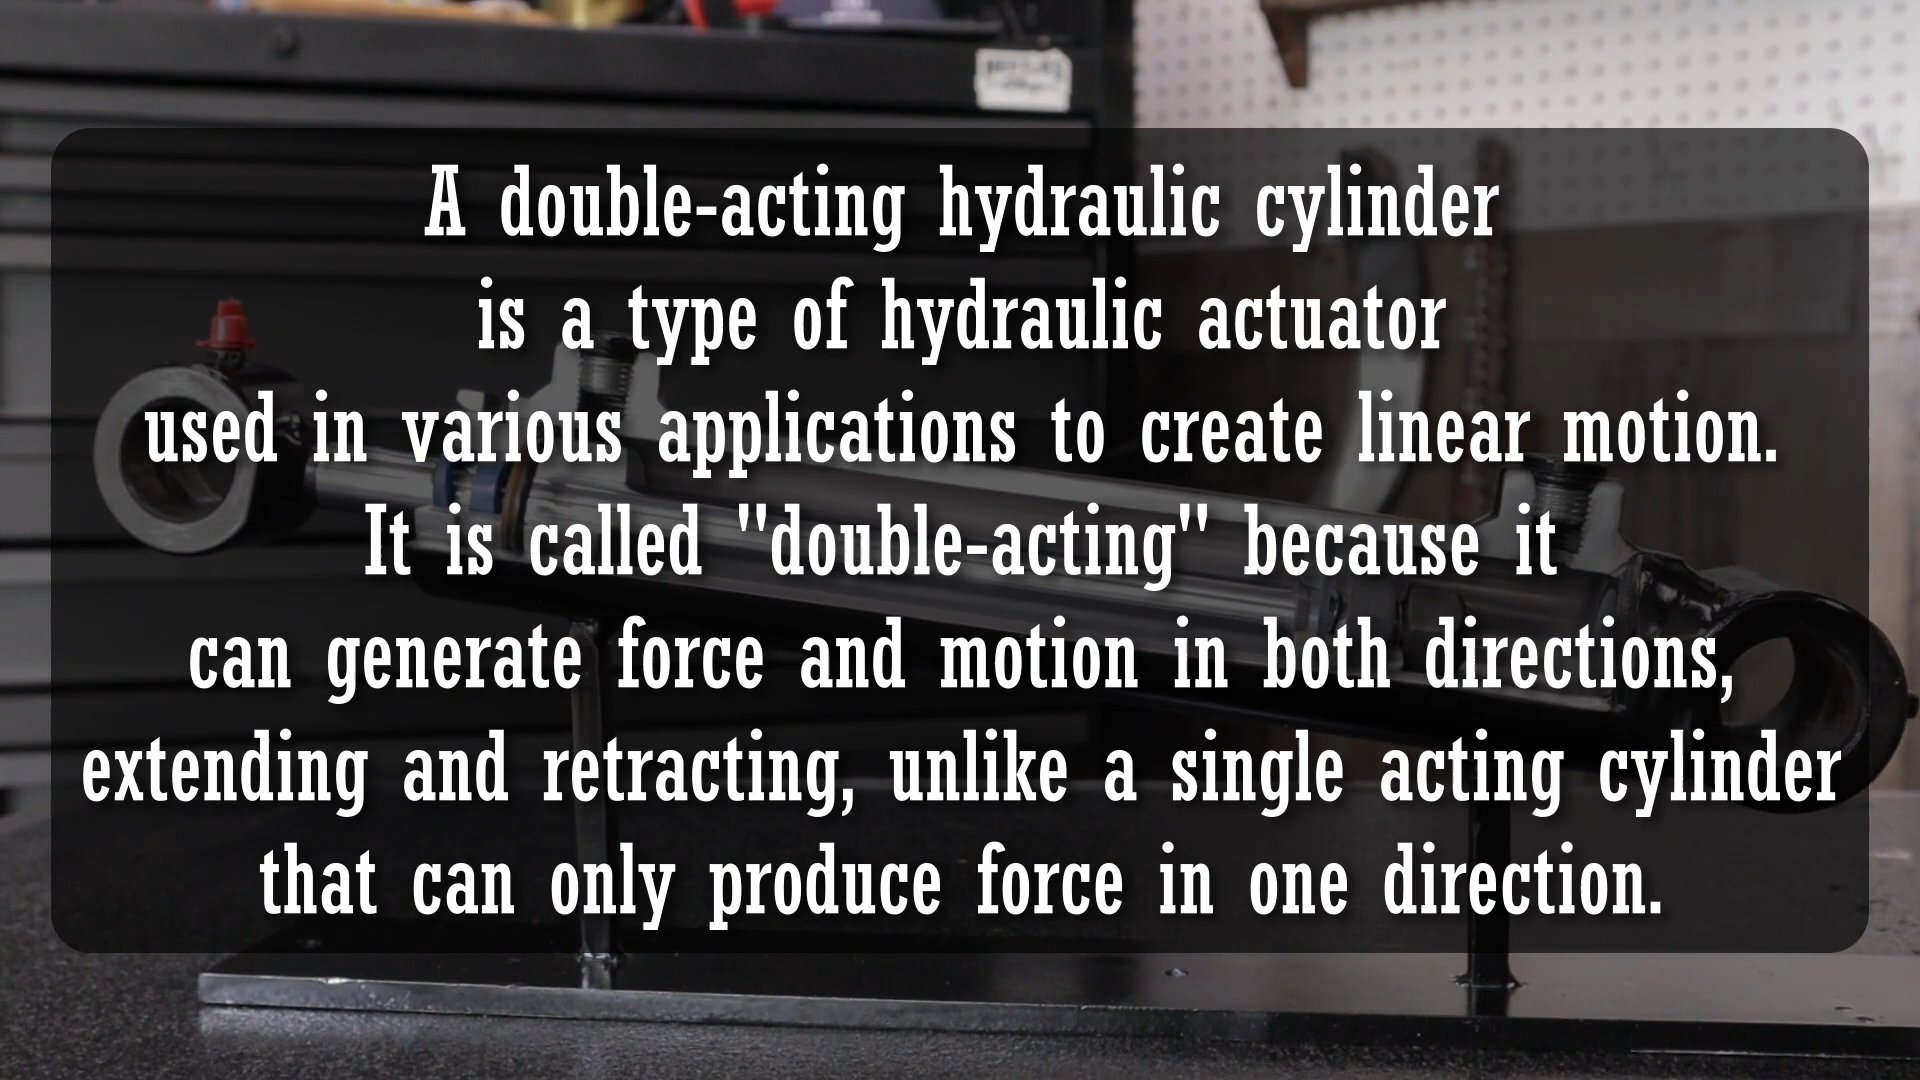 A double-acting hydraulic cylinder
is a type of hydraulic actuator
used in various applications to create linear motion.
It is called "double-acting" because it
can generate force and motion in both directions,
extending and retracting, unlike a single acting cylinder
that can only produce force in one direction.